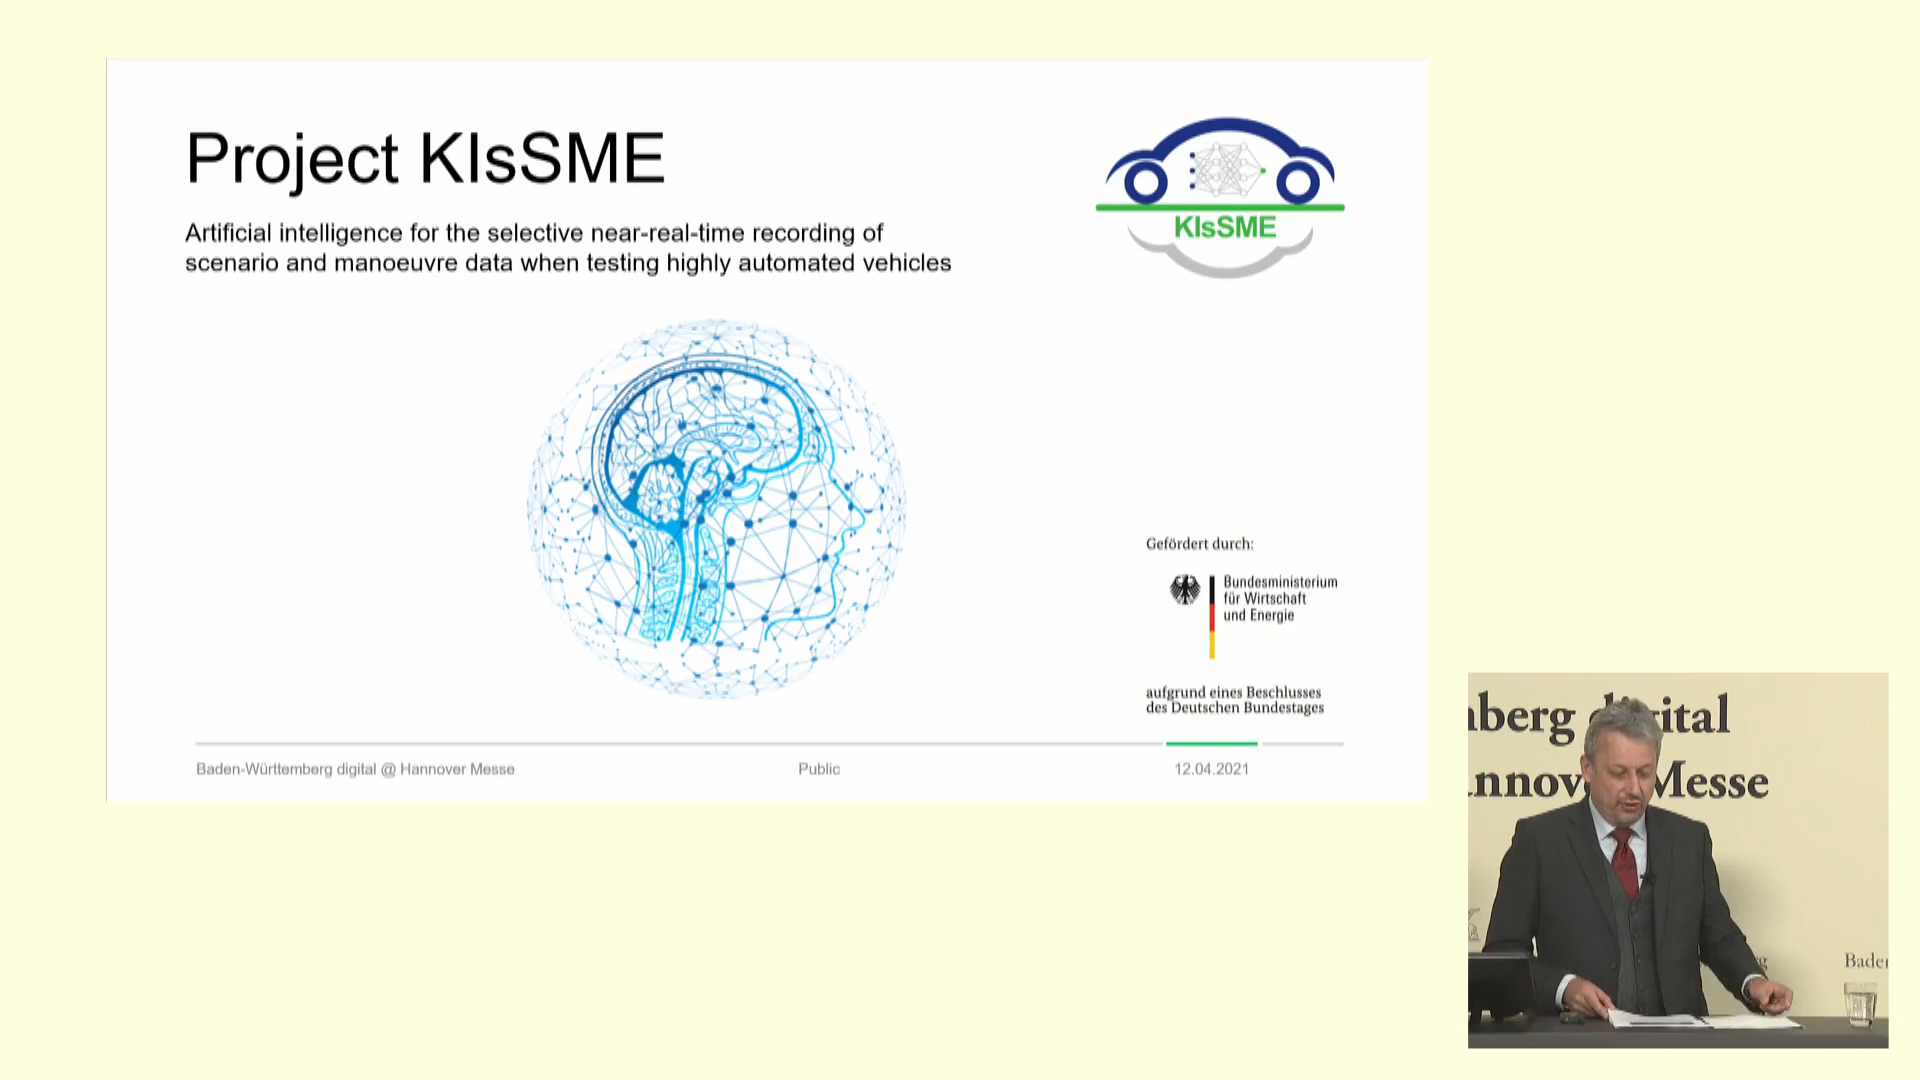 Project KIsSME
Artificial intelligence for the selective near-real-time recording of
scenario and manoeuvre data when testing highly automated vehicles
KIsSME
Gefördert durch:
Bundesministerium
für Wirtschaft
und Energie
aufgrund eines Beschlusses
des Deutschen Bundestages
Baden-Württemberg digital @ Hannover Messe
Public
12.04.2021